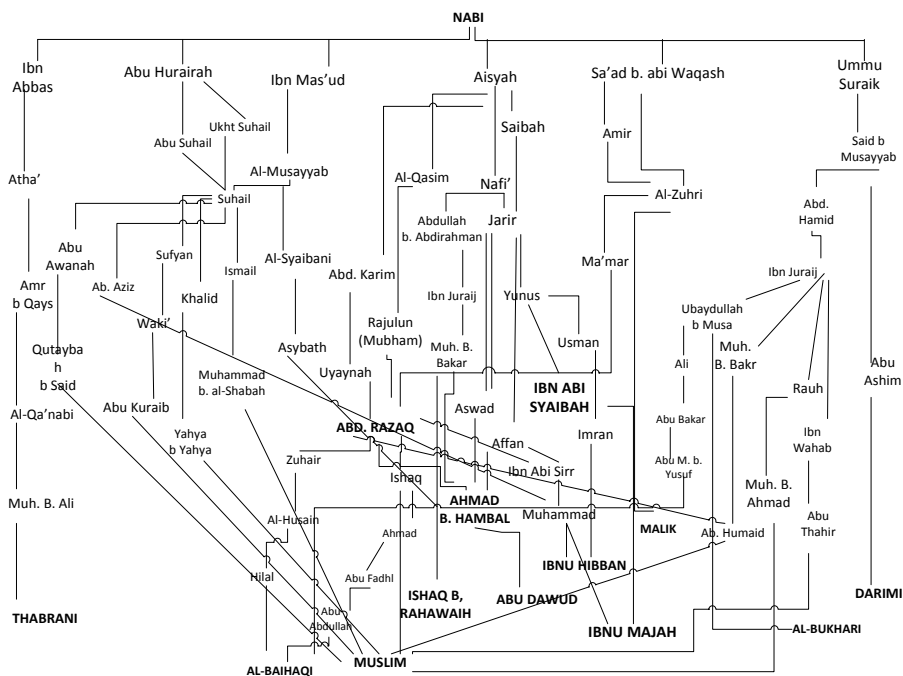 NABI
Ibn
Abbas
Abu Hurairah
Ibn Mas'ud
Aisyah
Sa'ad b. abi Waqash
Ummu
Suraik
Ukht Suhail
Abu Suhail
Saibah
Amir
Said b
Musayyab
Atha'
Al-Musayyab
Al-Qasim
Nafi'
Al-Zuhri
Suhail
Abdullah
b. Abdirahman
Jarir
Abd.
Hamid
Abu
Awanah
Sufyan
Ismail
Al-Syaibani
Abd. Karim
Ma'mar
Ibn Juraij
Amr
b Qays
Ab. Aziz
Khalid
Ibn Juraij
Yunus
Ubaydullah
b Musa
Waki'
Rajulun
(Mubham)
Usman
Muh.
B. Bakr
Qutayba
h
b Said
Asybath
Muh. B.
Bakar
Ali
Abu
Ashim
Muhammad
b. al-Shabah
Uyaynah
IBN ABI
SYAIBAH
Rauh
Al-Qa'nabi
Abu Kuraib
Aswad
Abu Bakar
Yahya
b Yahya
ABD. RAZAQ
Affan
Imran
Ibn
Wahab
Zuhair
Ishaq
Ibn Abi Sirr
Abu M. b.
Yusuf
Muh. B.
Ahmad
Muh. B. Ali
AHMAD
B. HAMBAL
Muhammad
Al-Husain
Ahmad
MALIK
Ab. Humaid
Abu
Thahir
Hilal
Abu Fadhl
IBNU HIBBAN
ISHAQ B,
RAHAWAIH
ABU DAWUD
DARIMI
THABRANI
Abu
Abdullah
IBNU MAJAH
AL-BUKHARI
AL-BAIHAQI
MUSLIM